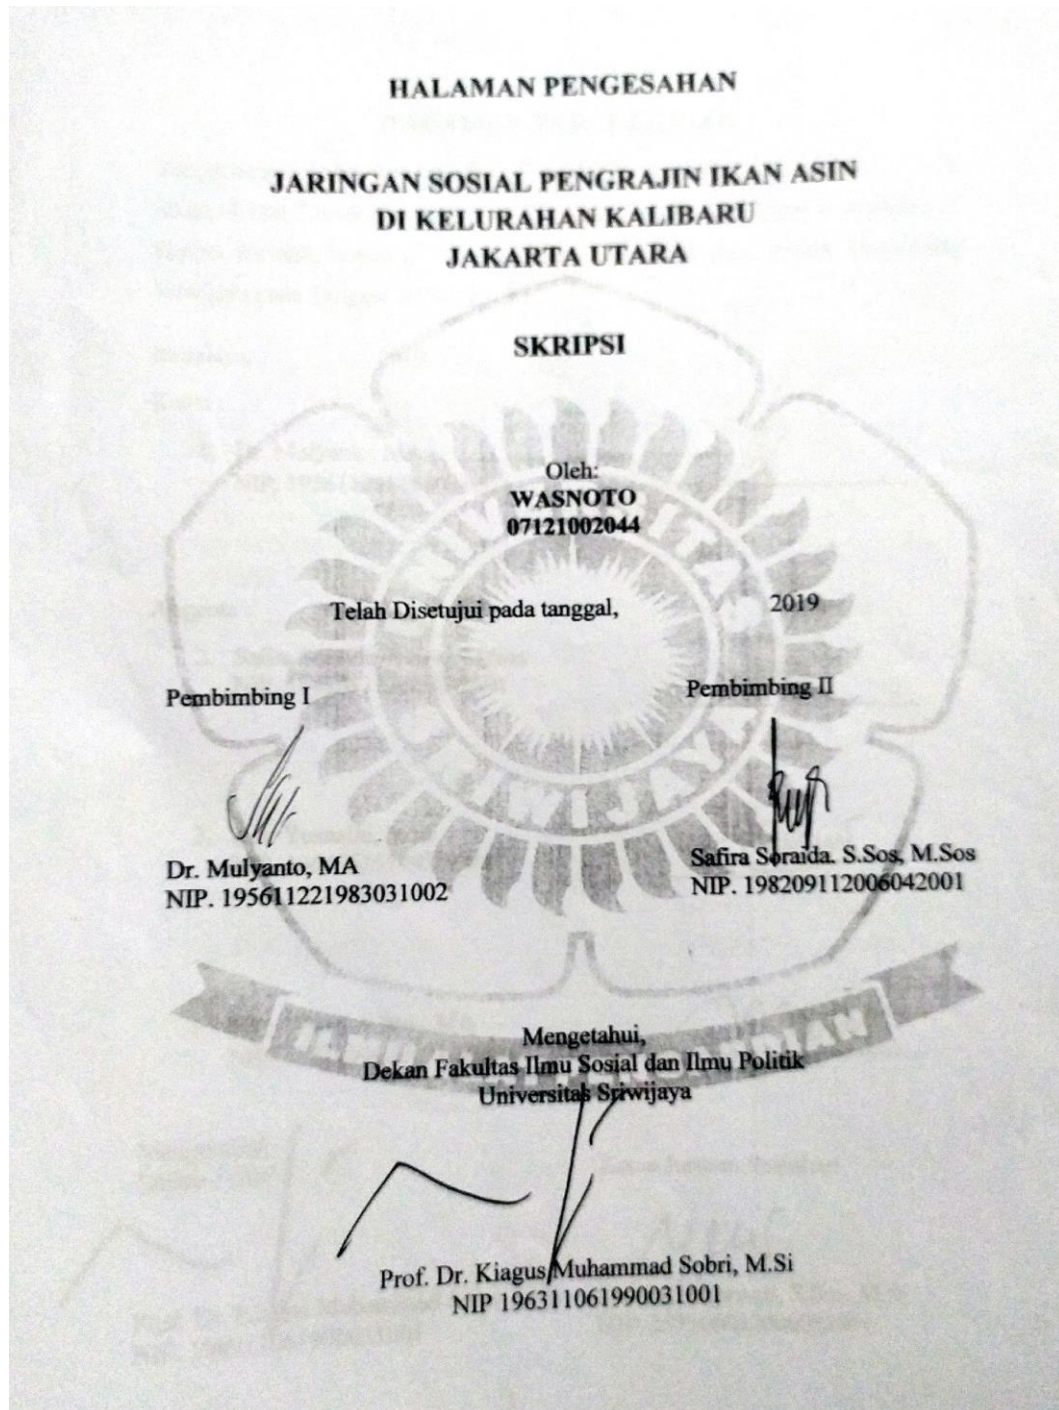 HALAMAN PENGESAHAN
JARINGAN SOSIAL PENGRAJIN IKAN ASIN
DI KELURAHAN KALIBARU
JAKARTA UTARA
SKRIPSI
Oleh:
WASNOTO
07121002044
Telah Disetujui pada tanggal, 2019
Pembimbing I Pembimbing II
Dr. Mulyanto, MA
NIP. 195611221983031002
Safira Soraida. S.Sos, M.Sos
NIP. 198209112006042001
Mengetahui,
Dekan Fakultas Ilmu Sosial dan Ilmu Politik
Universitas Sriwijaya
Prof. Dr. Kiagus Muhammad Sobri, M.Si
NIP 196311061990031001